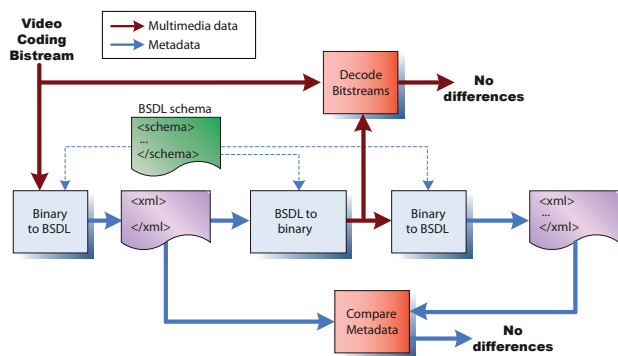 Video
Coding
Bistream
Multimedia data
Metadata
Decode
Bitstreams
No
differences
BSDL schema
<schema>
...
</schema>
Binary
to BSDL
<xml>
</xml>
BSDL to
binary
Binary
to BSDL
<xml>
...
</xml>
Compare
Metadata
No
differences